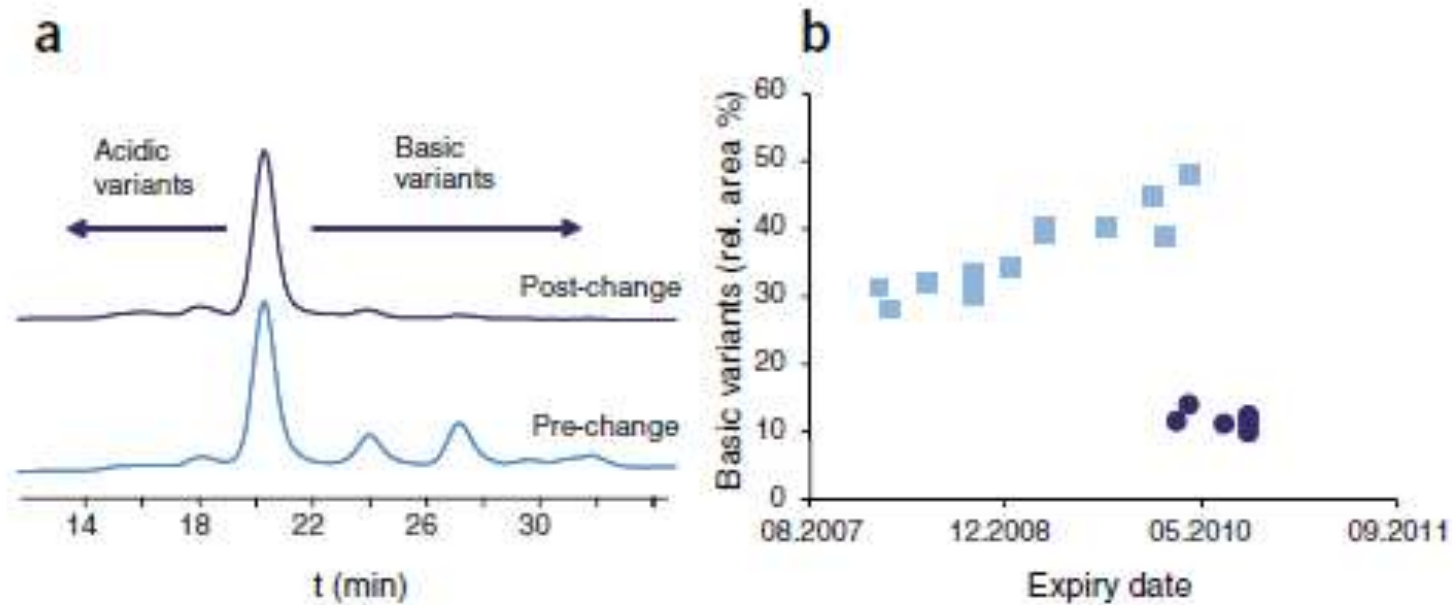 a
Acidic
variants
Basic
variants
Post-change
Pre-change
14 18 22 26 30
t (min)
b
Basic variants (rel. area %)
60
50
40
30
20
10
0
08.2007 12.2008 05.2010 09.2011
Expiry date